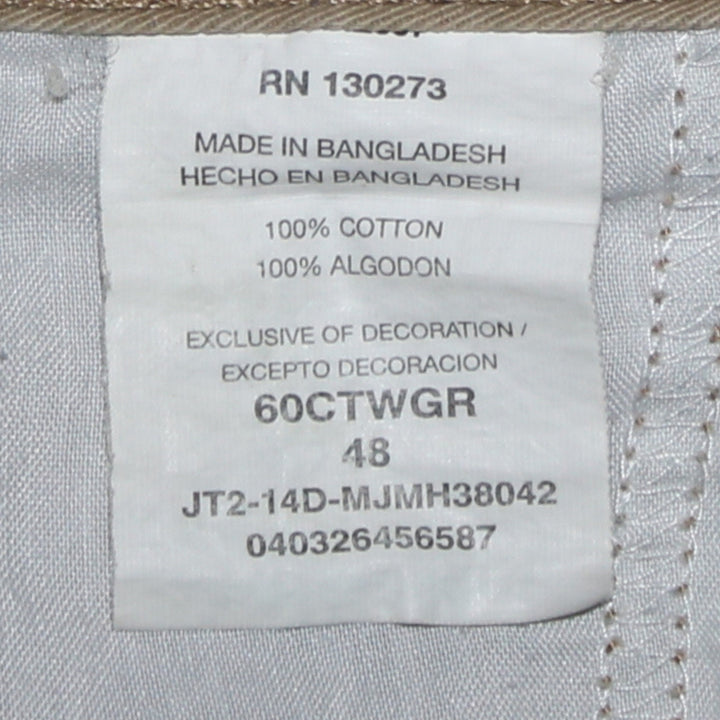 RN 130273
MADE IN BANGLADESH
HECHO EN BANGLADESH
100% COTTON
100% ALGODON
EXCLUSIVE OF DECORATION /
EXCEPTO DECORACION
60CTWGR
48
JT2-14D-MJMH38042
040326456587